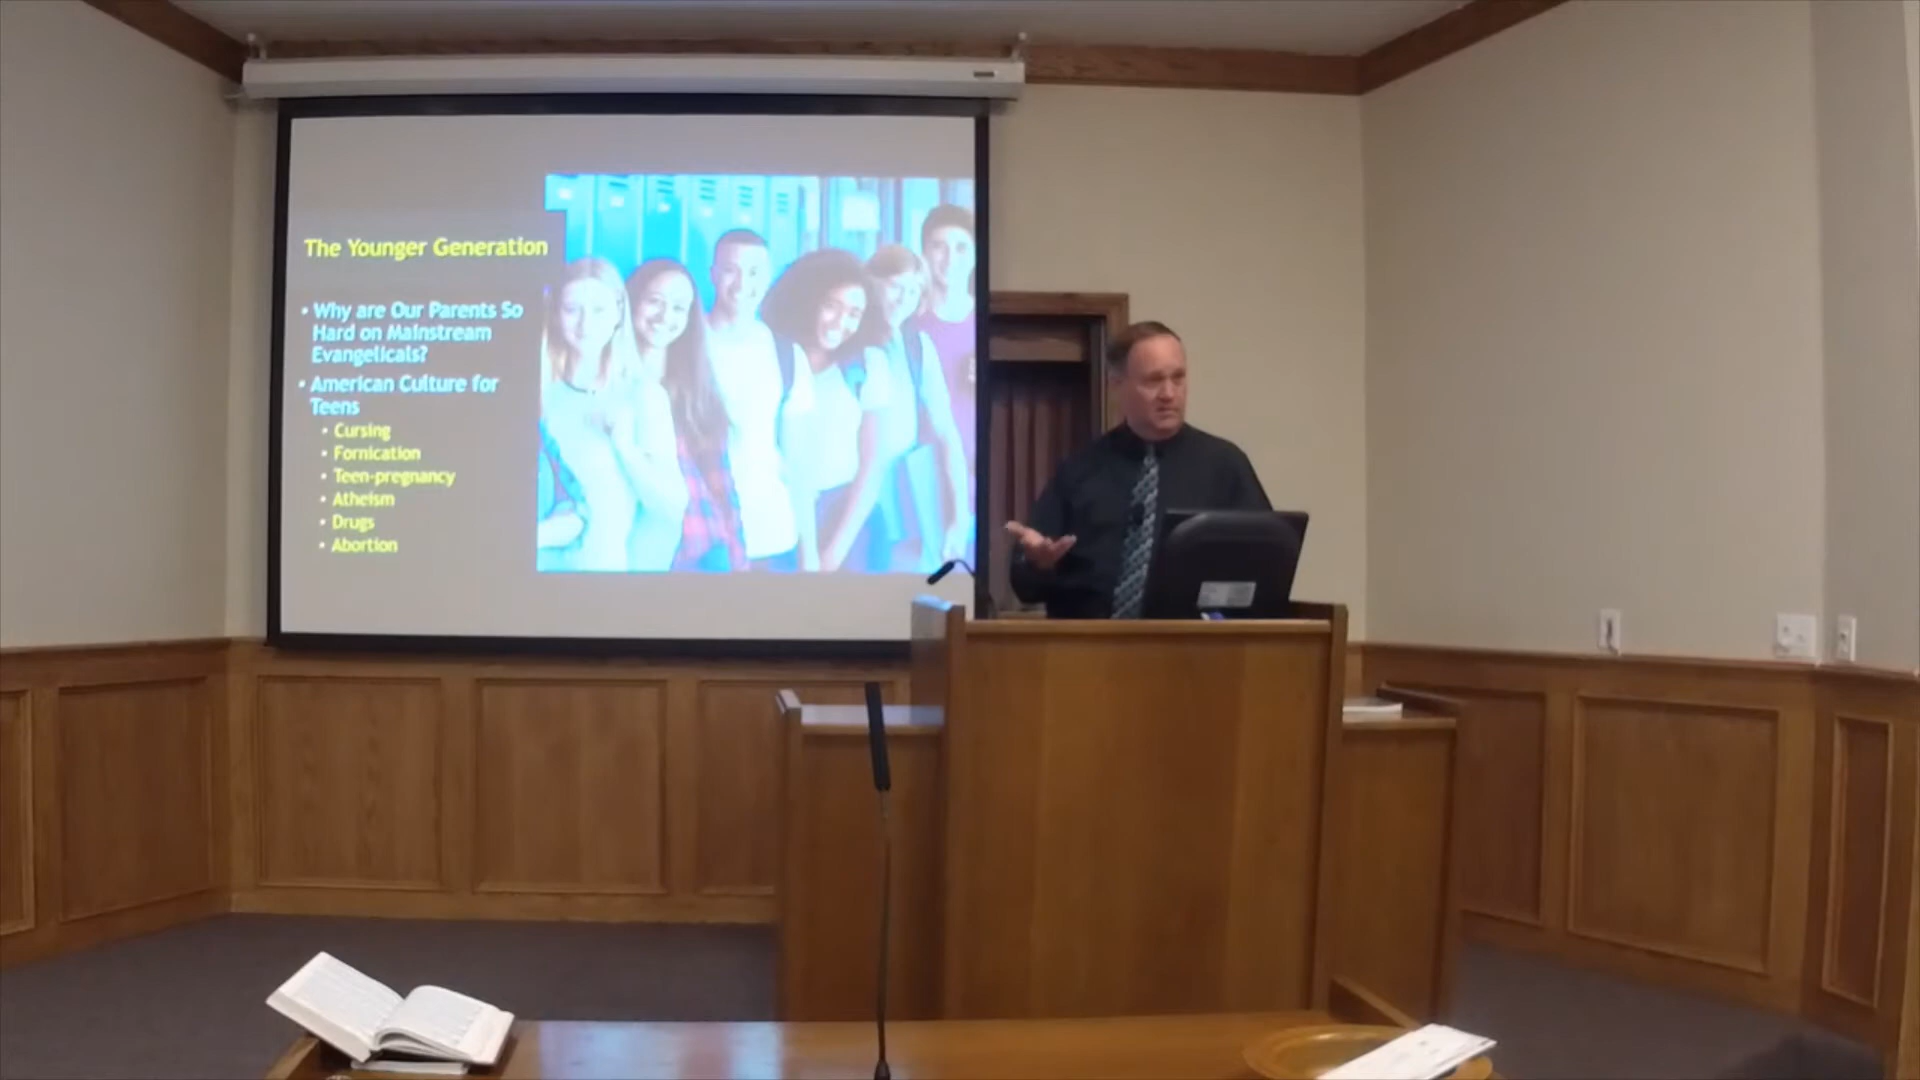 The Younger Generation
• Why are Our Parents So
Hard on Mainstream
Evangelicals?
• American Culture for
Teens
• Cursing
• Fornication
• Teen-pregnancy
• Atheism
• Drugs
• Abortion